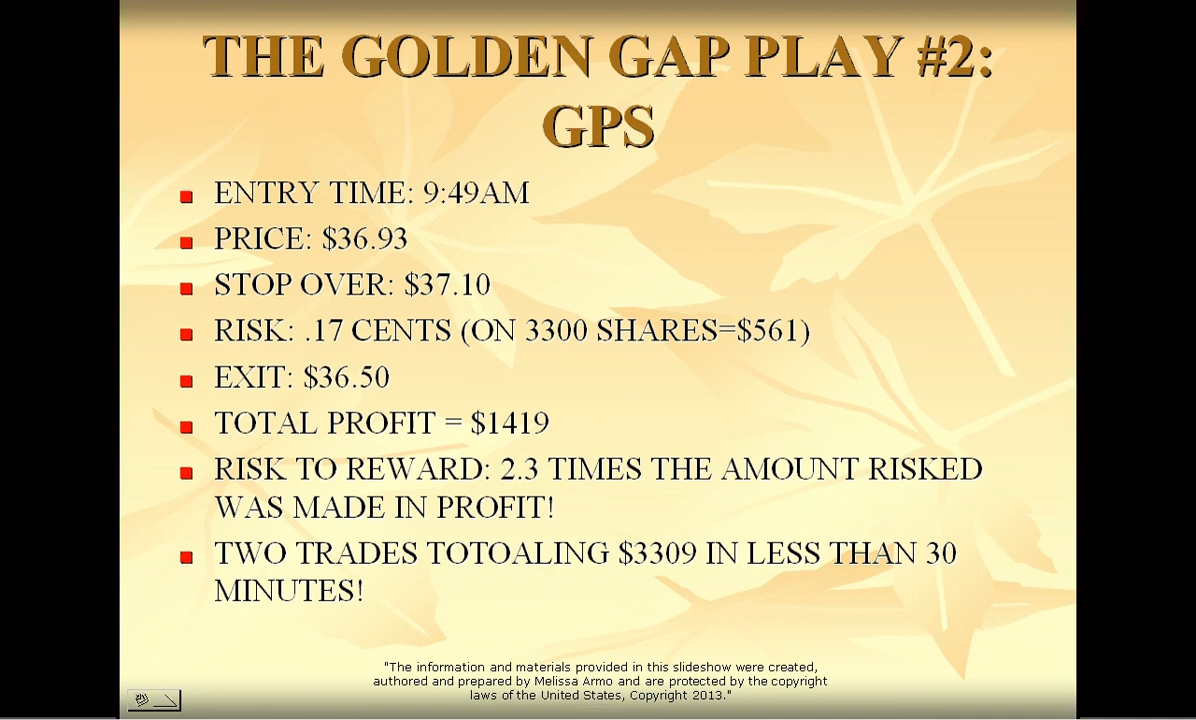 THE GOLDEN GAP PLAY #2:
GPS
ENTRY TIME: 9:49AM
PRICE: $36.93
STOP OVER: $37.10
RISK: .17 CENTS (ON 3300 SHARES=$561)
EXIT: $36.50
TOTAL PROFIT = $1419
RISK TO REWARD: 2.3 TIMES THE AMOUNT RISKED
WAS MADE IN PROFIT!
TWO TRADES TOTOALING $3309 IN LESS THAN 30
MINUTES!
"The information and materials provided in this slideshow were created,
authored and prepared by Melissa Armo and are protected by the copyright
laws of the United States, Copyright 2013."